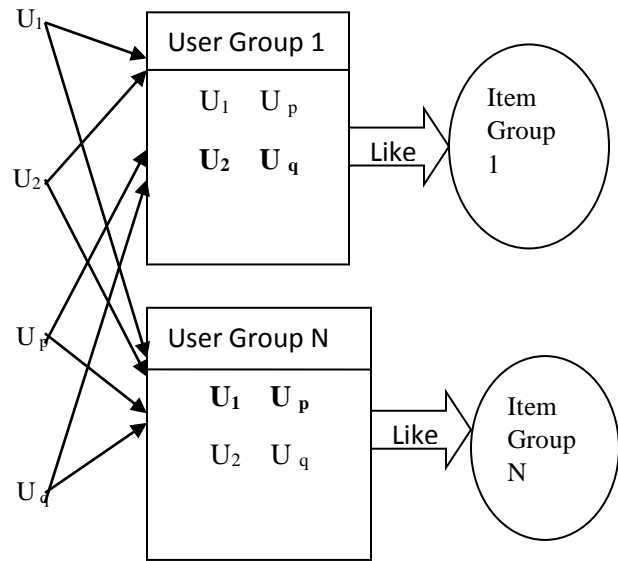 U1
U2
Up
Uq
User Group 1
U1 Up
U2 Uq
Like
Item
Group
1
User Group N
U1 Up
U2 Uq
Like
Item
Group
N